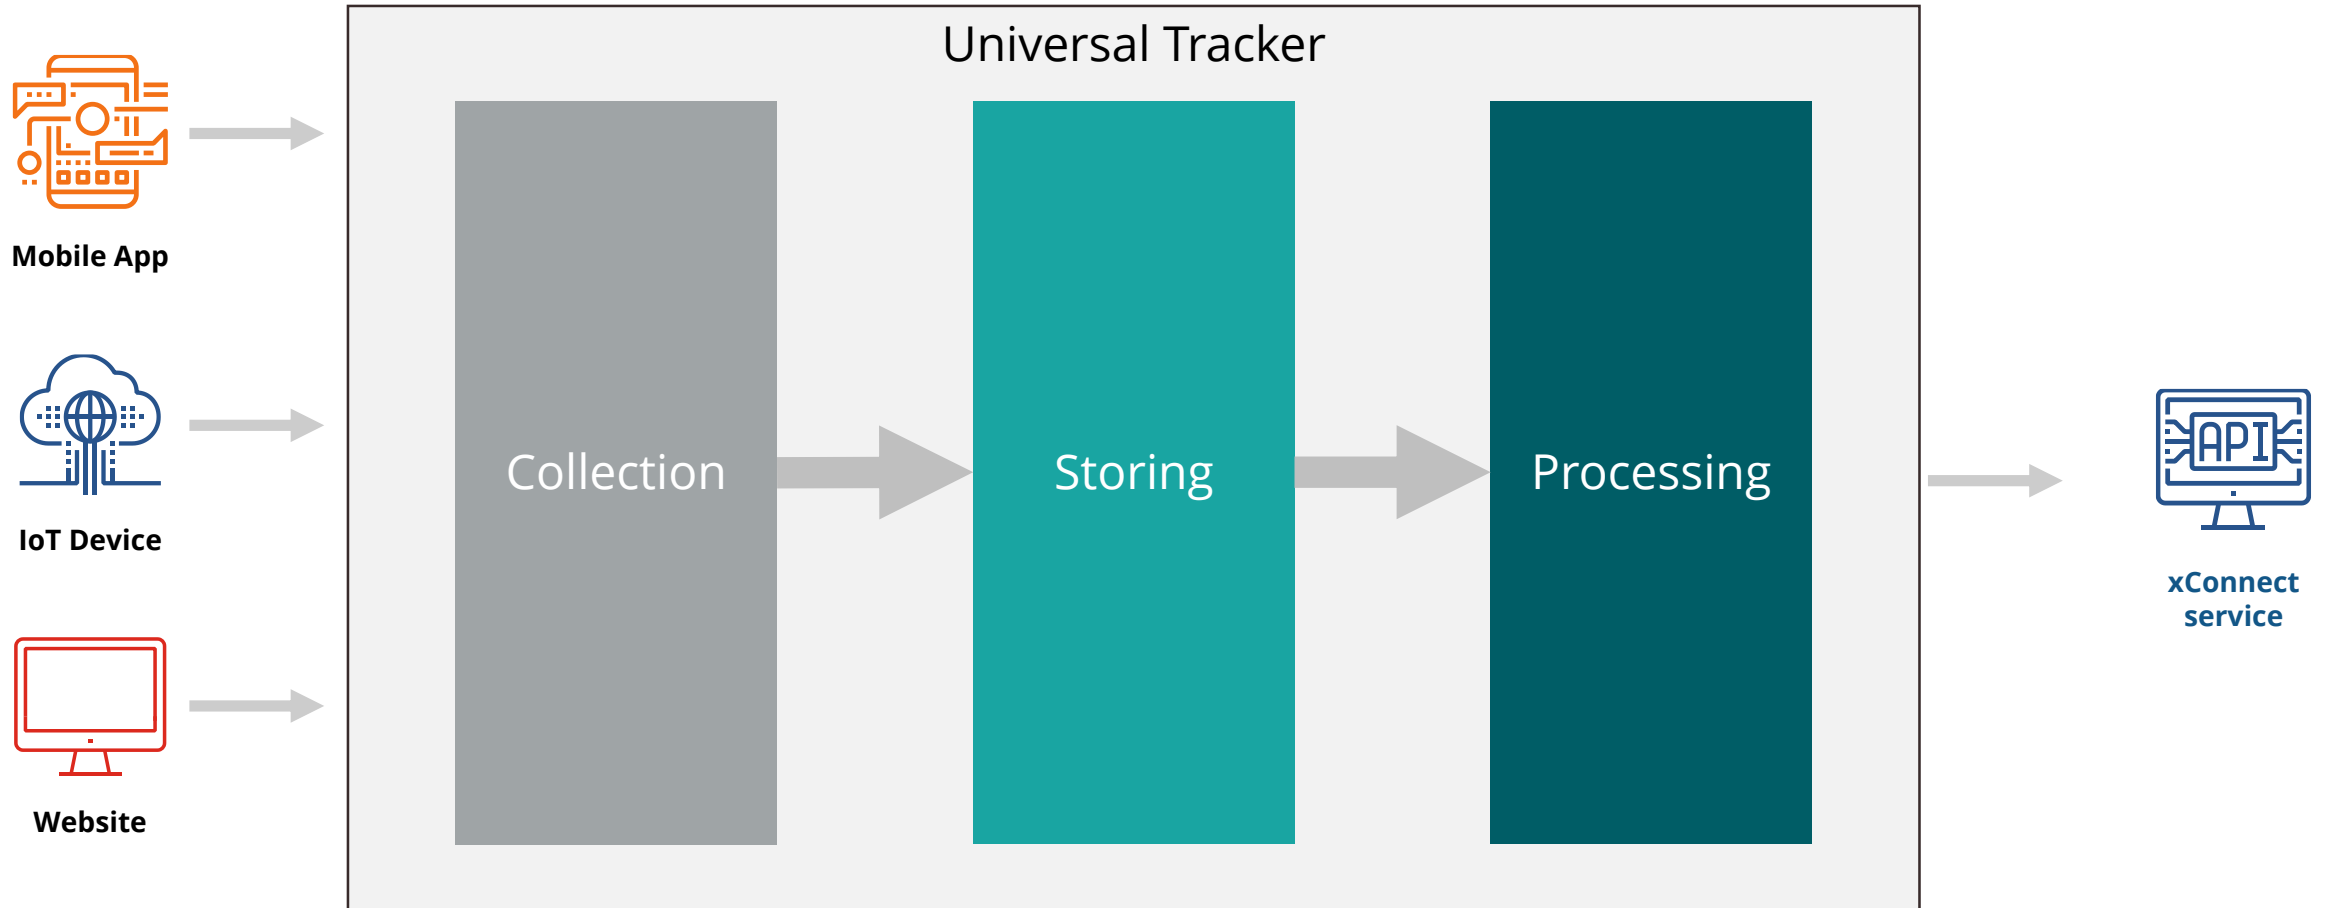 Universal Tracker
Mobile App
IoT Device
Website
Collection
Storing
Processing
API
xConnect
service